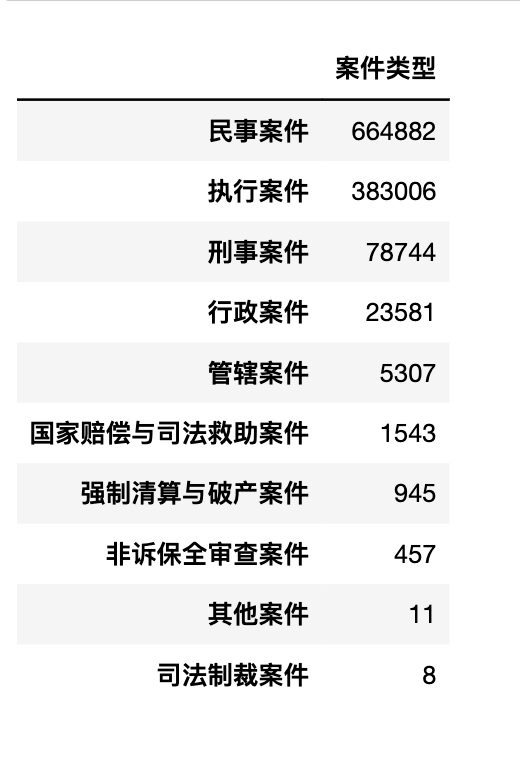 案件类型
民事案件 664882
执行案件 383006
刑事案件 78744
行政案件 23581
管辖案件 5307
国家赔偿与司法救助案件 1543
强制清算与破产案件 945
非诉保全审查案件 457
其他案件 11
司法制裁案件 8